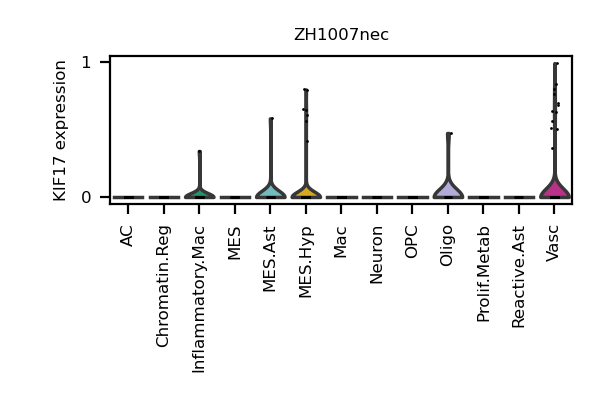 ZH1007nec
KIF17 expression
1
0
AC
Chromatin.Reg
Inflammatory.Mac
MES
MES.Ast
MES.Hyp
Mac
Neuron
OPC
Oligo
Prolif.Metab
Reactive.Ast
Vasc